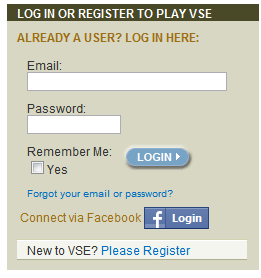 LOG IN OR REGISTER TO PLAY VSE
ALREADY A USER? LOG IN HERE:
Email:
Password:
Remember Me:
Yes
LOGIN
Forgot your email or password?
Connect via Facebook f Login
New to VSE? Please Register